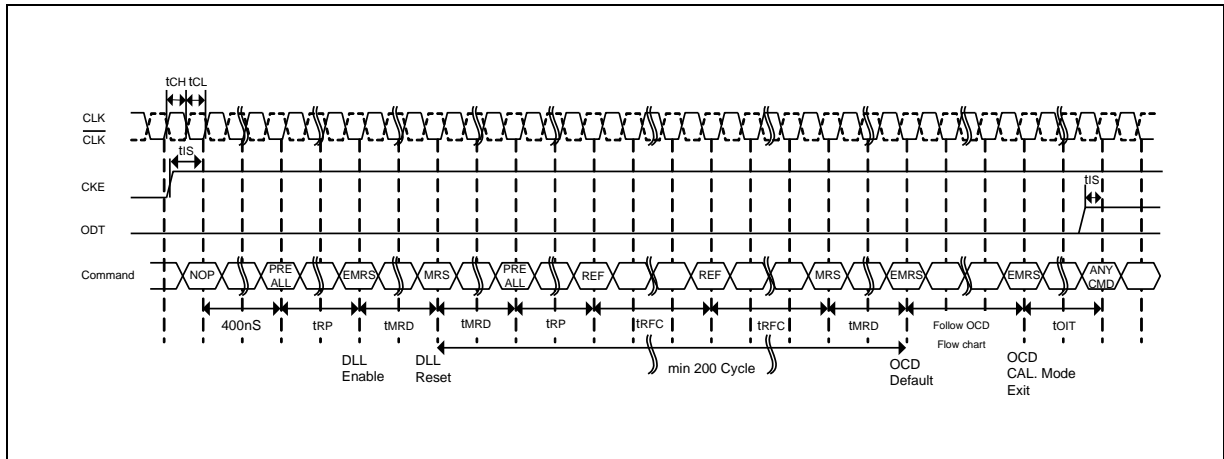 tCH tCL
CLK
CLK
tIS
CKE
tIS
ODT
Command
NOP
PRE
ALL
EMRS
MRS
PRE
ALL
REF
REF
MRS
EMRS
EMRS
ANY
CMD
400nS
tRP
tMRD
tMRD
tRP
tRFC
tRFC
tMRD
Follow OCD
Flow chart
tOIT
DLL
Enable
DLL
Reset
min 200 Cycle
OCD
Default
OCD
CAL. Mode
Exit